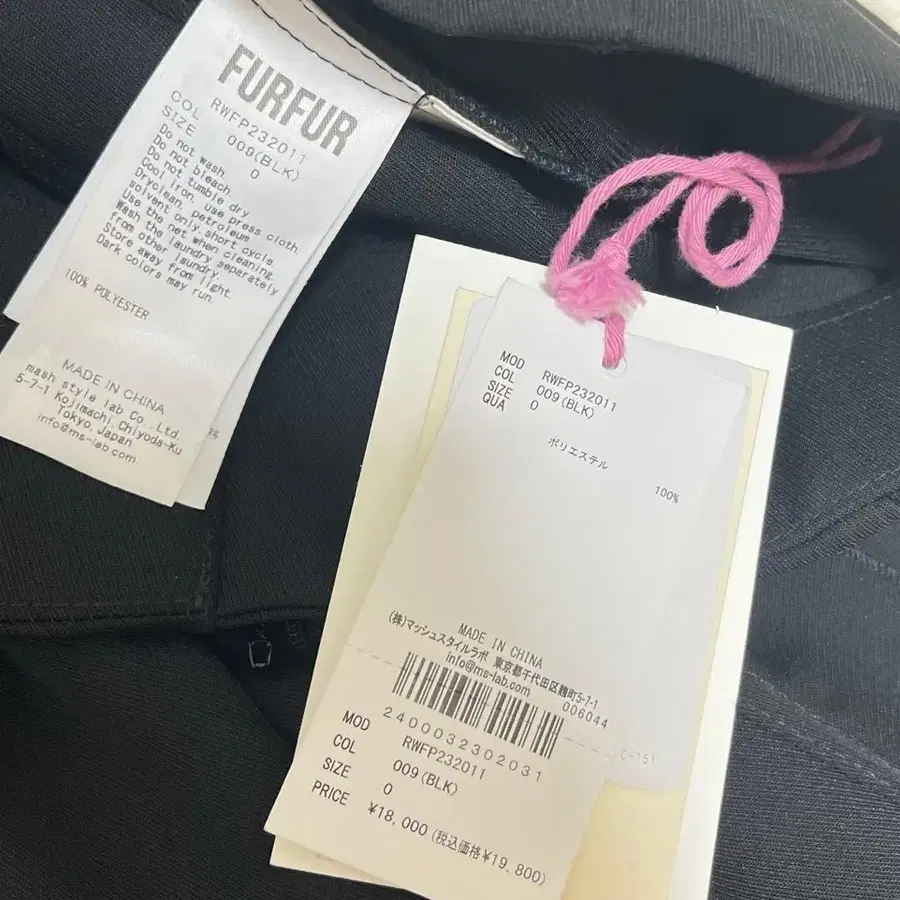 FURFUR
RWFP232011
COL 009(BLK)
SIZE 0
Do not wash.
Do not bleach.
Do not tumble dry.
Cool iron. use press cloth.
Dryclean. petroleum
solvent only.short cycle.
Use the net when cleaning.
Wash the laundry separately
from other laundry.
Store away from light.
Dark colors may run.
100% POLYESTER
MADE IN CHINA
mash style lab Co.,Ltd.
5-7-1 Kojimachi,Chiyoda-Ku
Tokyo,Japan
info@ms-lab.com
MOD RWFP232011
COL 009(BLK)
SIZE 0
QUA
ポリエステル
100%
MADE IN CHINA
(株)マッシュスタイルラボ 東京都千代田区麹町5-7-1
info@ms-lab.com
006044
2400032302031
C-151
MOD RWFP232011
COL 009(BLK)
SIZE 0
PRICE ¥18,000(税込価格¥19,800)